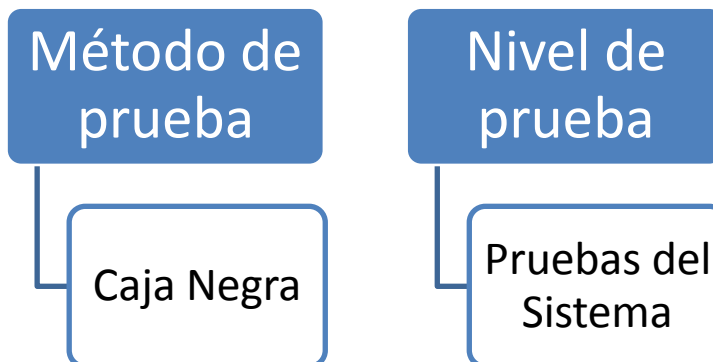 Método de
prueba
Caja Negra
Nivel de
prueba
Pruebas del
Sistema